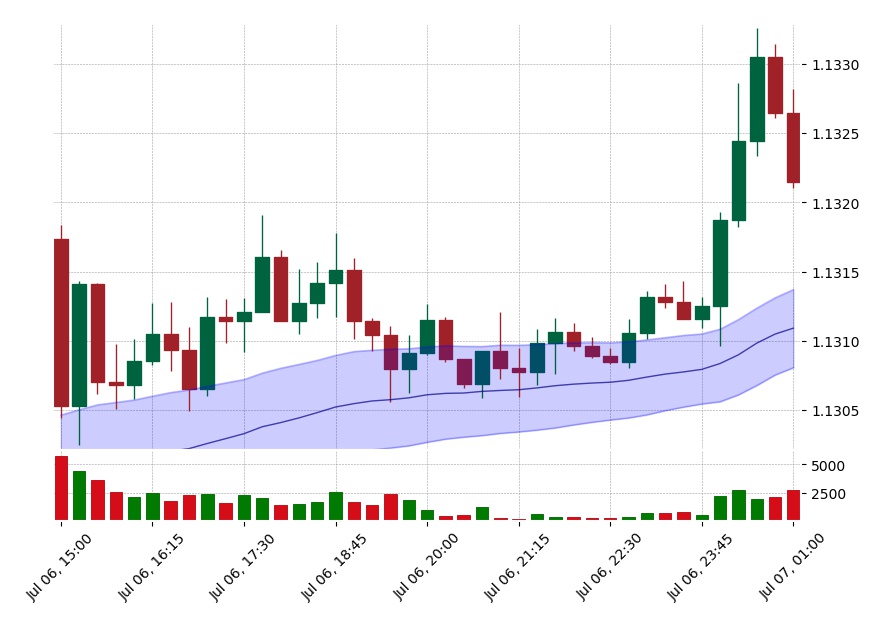 1.1330
1.1325
1.1320
1.1315
1.1310
1.1305
5000
2500
Jul 06, 15:00
Jul 06, 16:15
Jul 06, 17:30
Jul 06, 18:45
Jul 06, 20:00
Jul 06, 21:15
Jul 06, 22:30
Jul 06, 23:45
Jul 07, 01:00